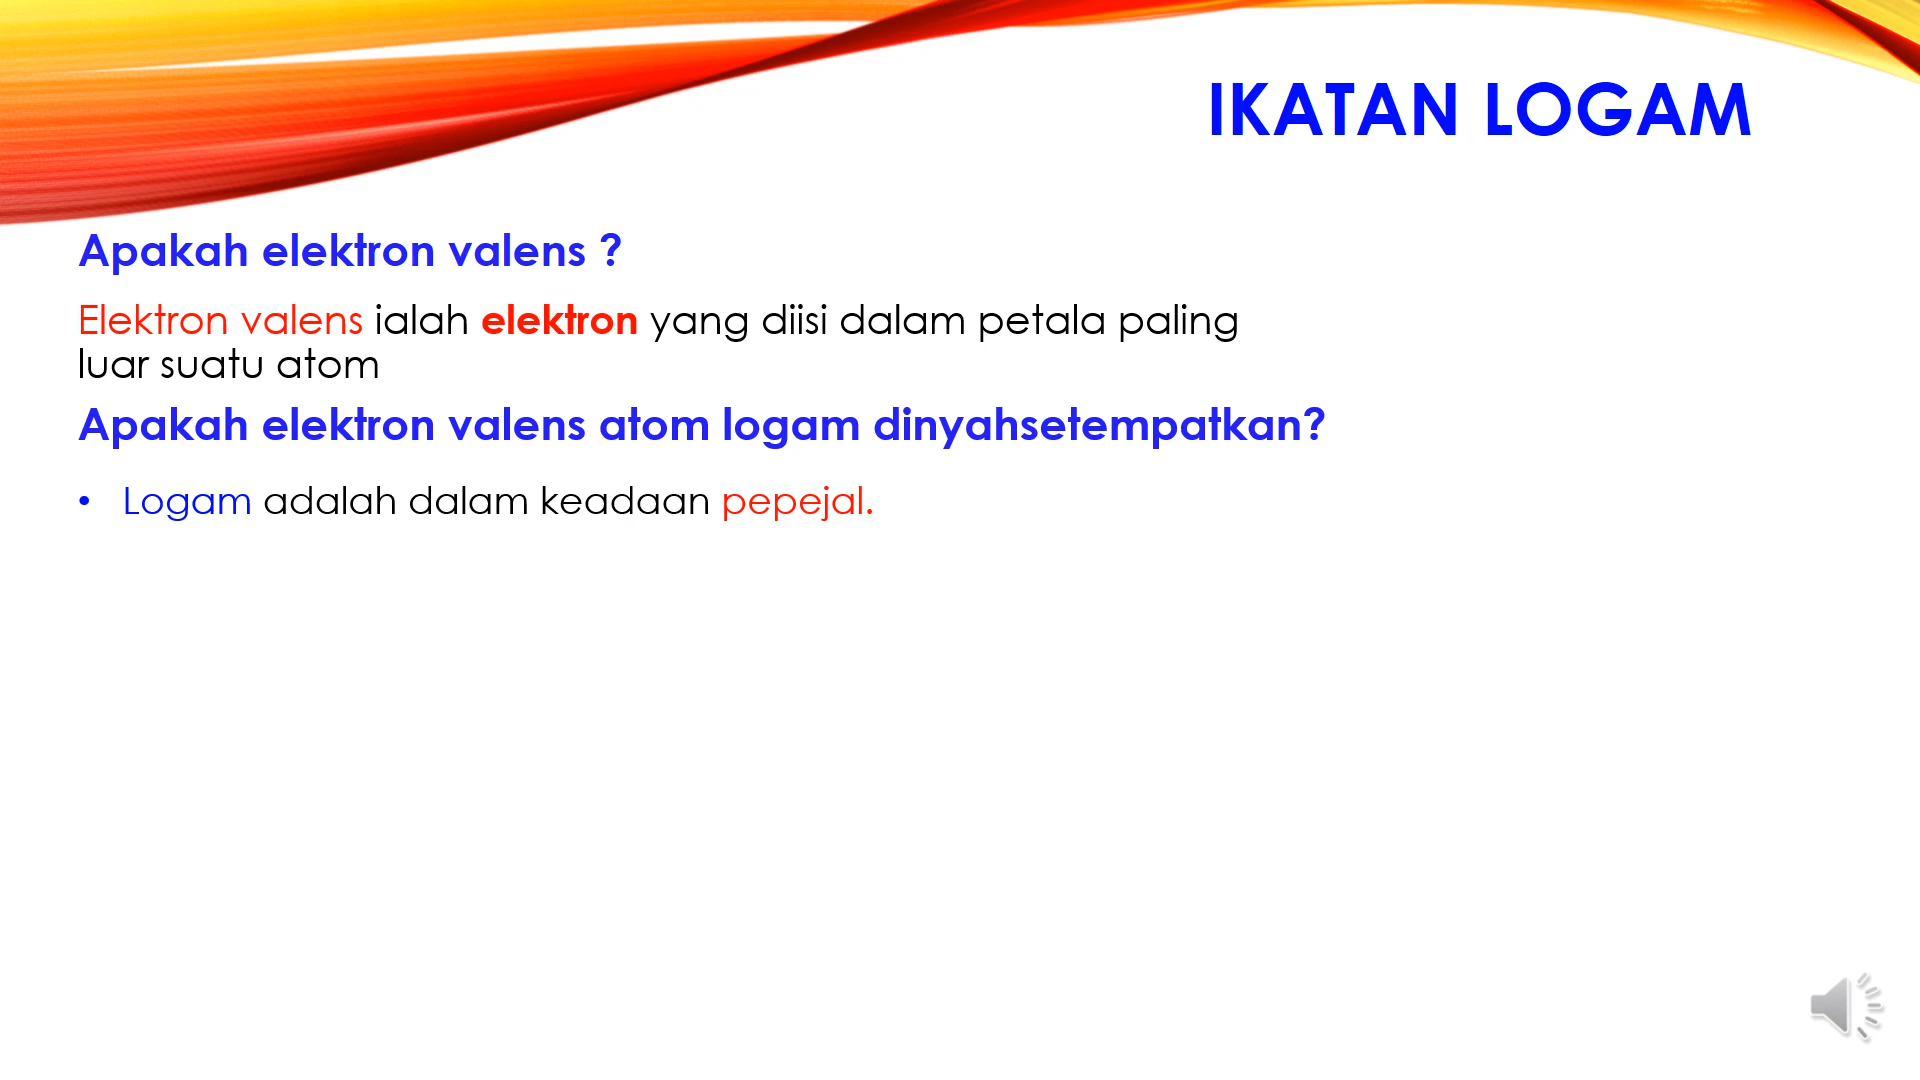 IKATAN LOGAM
Apakah elektron valens ?
Elektron valens ialah elektron yang diisi dalam petala paling
luar suatu atom
Apakah elektron valens atom logam dinyahsetempatkan?
• Logam adalah dalam keadaan pepejal.